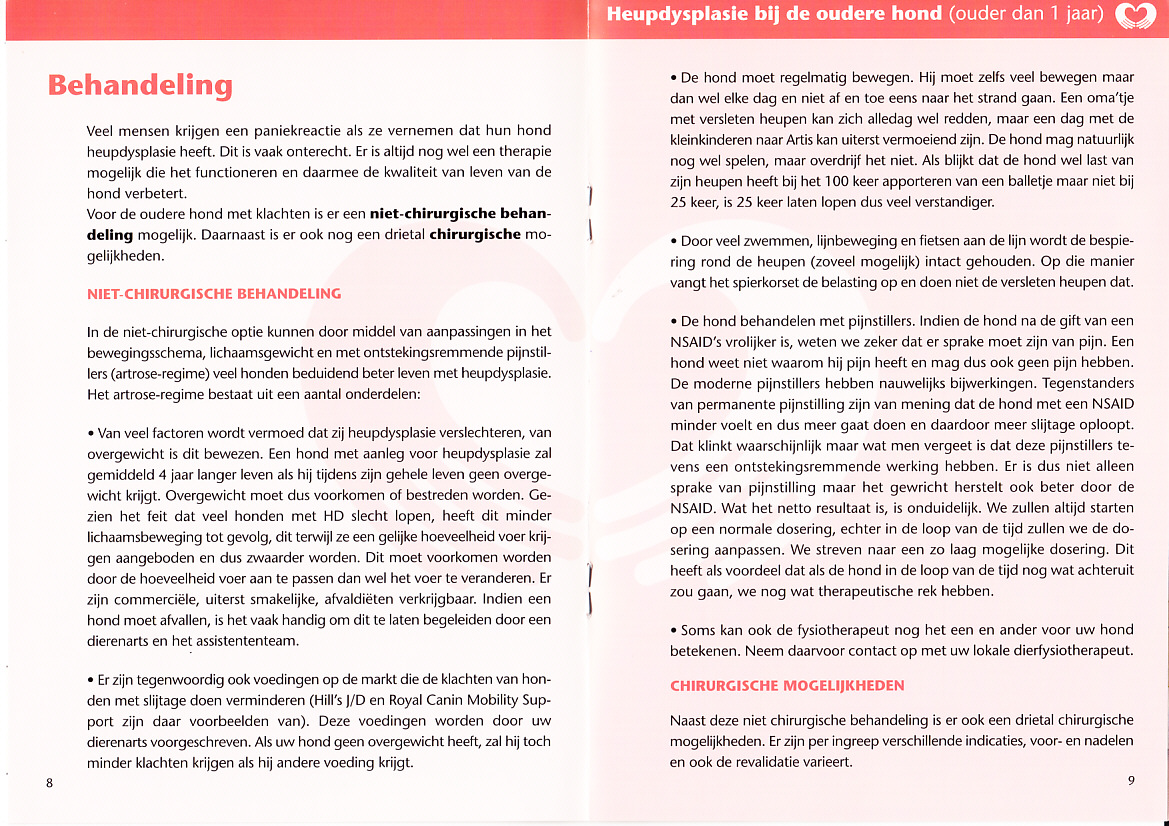 Behandeling
Veel mensen krijgen een paniekreactie als ze vernemen dat hun hond
heupdysplasie heeft. Dit is vaak onterecht. Er is altijd nog wel een therapie
mogelijk die het functioneren en daarmee de kwaliteit van leven van de
hond verbetert.
Voor de oudere hond met klachten is er een niet-chirurgische behan-
deling mogelijk. Daarnaast is er ook nog een drietal chirurgische mo-
gelijkheden.
NIET-CHIRURGISCHE BEHANDELING
In de niet-chirurgische optie kunnen door middel van aanpassingen in het
bewegingsschema, lichaamsgewicht en met ontstekingsremmende pijnstil-
lers (artrose-regime) veel honden beduidend beter leven met heupdysplasie.
Het artrose-regime bestaat uit een aantal onderdelen:
• Van veel factoren wordt vermoed dat zij heupdysplasie verslechteren, van
overgewicht is dit bewezen. Een hond met aanleg voor heupdysplasie zal
gemiddeld 4 jaar langer leven als hij tijdens zijn gehele leven geen overge-
wicht krijgt. Overgewicht moet dus voorkomen of bestreden worden. Ge-
zien het feit dat veel honden met HD slecht lopen, heeft dit minder
lichaamsbeweging tot gevolg, dit terwijl ze een gelijke hoeveelheid voer krij-
gen aangeboden en dus zwaarder worden. Dit moet voorkomen worden
door de hoeveelheid voer aan te passen dan wel het voer te veranderen. Er
zijn commerciële, uiterst smakelijke, afvaldiëten verkrijgbaar. Indien een
hond moet afvallen, is het vaak handig om dit te laten begeleiden door een
dierenarts en het assistententeam.
• Er zijn tegenwoordig ook voedingen op de markt die de klachten van hon-
den met slijtage doen verminderen (Hill's J/D en Royal Canin Mobility Sup-
port zijn daar voorbeelden van). Deze voedingen worden door uw
dierenarts voorgeschreven. Als uw hond geen overgewicht heeft, zal hij toch
minder klachten krijgen als hij andere voeding krijgt.
8
Heupdysplasie bij de oudere hond (ouder dan 1 jaar)
• De hond moet regelmatig bewegen. Hij moet zelfs veel bewegen maar
dan wel elke dag en niet af en toe eens naar het strand gaan. Een oma'tje
met versleten heupen kan zich alledag wel redden, maar een dag met de
kleinkinderen naar Artis kan uiterst vermoeiend zijn. De hond mag natuurlijk
nog wel spelen, maar overdrijf het niet. Als blijkt dat de hond wel last van
zijn heupen heeft bij het 100 keer apporteren van een balletje maar niet bij
25 keer, is 25 keer laten lopen dus veel verstandiger.
• Door veel zwemmen, lijnbeweging en fietsen aan de lijn wordt de bespie-
ring rond de heupen (zoveel mogelijk) intact gehouden. Op die manier
vangt het spierkorset de belasting op en doen niet de versleten heupen dat.
• De hond behandelen met pijnstillers. Indien de hond na de gift van een
NSAID's vrolijker is, weten we zeker dat er sprake moet zijn van pijn. Een
hond weet niet waarom hij pijn heeft en mag dus ook geen pijn hebben.
De moderne pijnstillers hebben nauwelijks bijwerkingen. Tegenstanders
van permanente pijnstilling zijn van mening dat de hond met een NSAID
minder voelt en dus meer gaat doen en daardoor meer slijtage oploopt.
Dat klinkt waarschijnlijk maar wat men vergeet is dat deze pijnstillers te-
vens een ontstekingsremmende werking hebben. Er is dus niet alleen
sprake van pijnstilling maar het gewricht herstelt ook beter door de
NSAID. Wat het netto resultaat is, is onduidelijk. We zullen altijd starten
op een normale dosering, echter in de loop van de tijd zullen we de do-
sering aanpassen. We streven naar een zo laag mogelijke dosering. Dit
heeft als voordeel dat als de hond in de loop van de tijd nog wat achteruit
zou gaan, we nog wat therapeutische rek hebben.
• Soms kan ook de fysiotherapeut nog het een en ander voor uw hond
betekenen. Neem daarvoor contact op met uw lokale dierfysiotherapeut.
CHIRURGISCHE MOGELIJKHEDEN
Naast deze niet chirurgische behandeling is er ook een drietal chirurgische
mogelijkheden. Er zijn per ingreep verschillende indicaties, voor- en nadelen
en ook de revalidatie varieert.
9